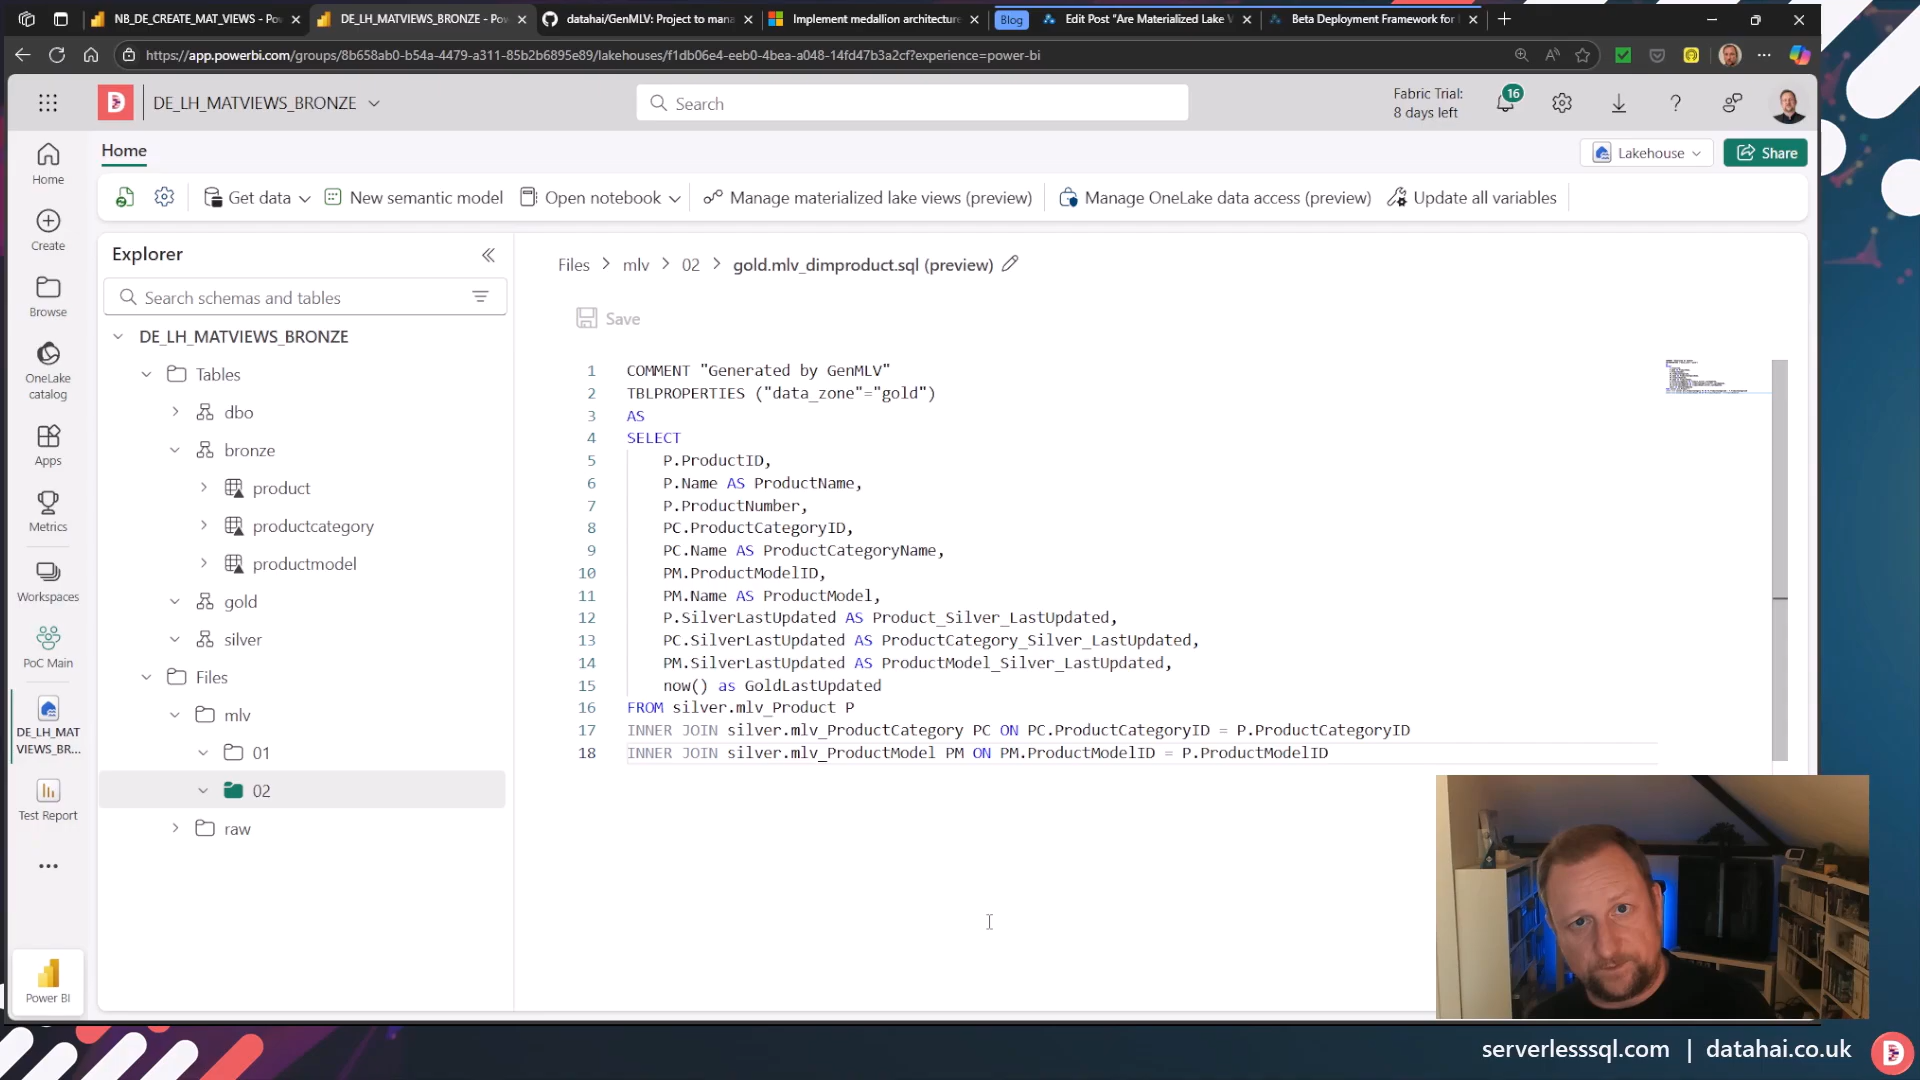 NB_DE_CREATE_MAT_VIEWS - Pow
DE_LH_MATVIEWS_BRONZE - Pow
datahai/GenMLV: Project to mana
Implement medallion architecture
Blog
Edit Post "Are Materialized Lake V
Beta Deployment Framework for
https://app.powerbi.com/groups/8b658ab0-b54a-4479-a311-85b2b6895e89/lakehouses/f1db06e4-eeb0-4bea-a048-14fd47b3a2cf?experience=power-bi
DE_LH_MATVIEWS_BRONZE
Search
Fabric Trial:
8 days left
16
Home
Lakehouse
Share
Get data
New semantic model
Open notebook
Manage materialized lake views (preview)
Manage OneLake data access (preview)
Update all variables
Home
Create
Browse
OneLake
catalog
Apps
Metrics
Workspaces
PoC Main
DE_LH_MAT
VIEWS_BR...
Test Report
Power BI
Explorer
Search schemas and tables
DE_LH_MATVIEWS_BRONZE
Tables
dbo
bronze
product
productcategory
productmodel
gold
silver
Files
mlv
01
02
raw
Files > mlv > 02 > gold.mlv_dimproduct.sql (preview)
Save
1 COMMENT "Generated by GenMLV"
2 TBLPROPERTIES ("data_zone"="gold")
3 AS
4 SELECT
5 P.ProductID,
6 P.Name AS ProductName,
7 P.ProductNumber,
8 PC.ProductCategoryID,
9 PC.Name AS ProductCategoryName,
10 PM.ProductModelID,
11 PM.Name AS ProductModel,
12 P.SilverLastUpdated AS Product_Silver_LastUpdated,
13 PC.SilverLastUpdated AS ProductCategory_Silver_LastUpdated,
14 PM.SilverLastUpdated AS ProductModel_Silver_LastUpdated,
15 now() as GoldLastUpdated
16 FROM silver.mlv_Product P
17 INNER JOIN silver.mlv_ProductCategory PC ON PC.ProductCategoryID = P.ProductCategoryID
18 INNER JOIN silver.mlv_ProductModel PM ON PM.ProductModelID = P.ProductModelID
serverlesssql.com | datahai.co.uk